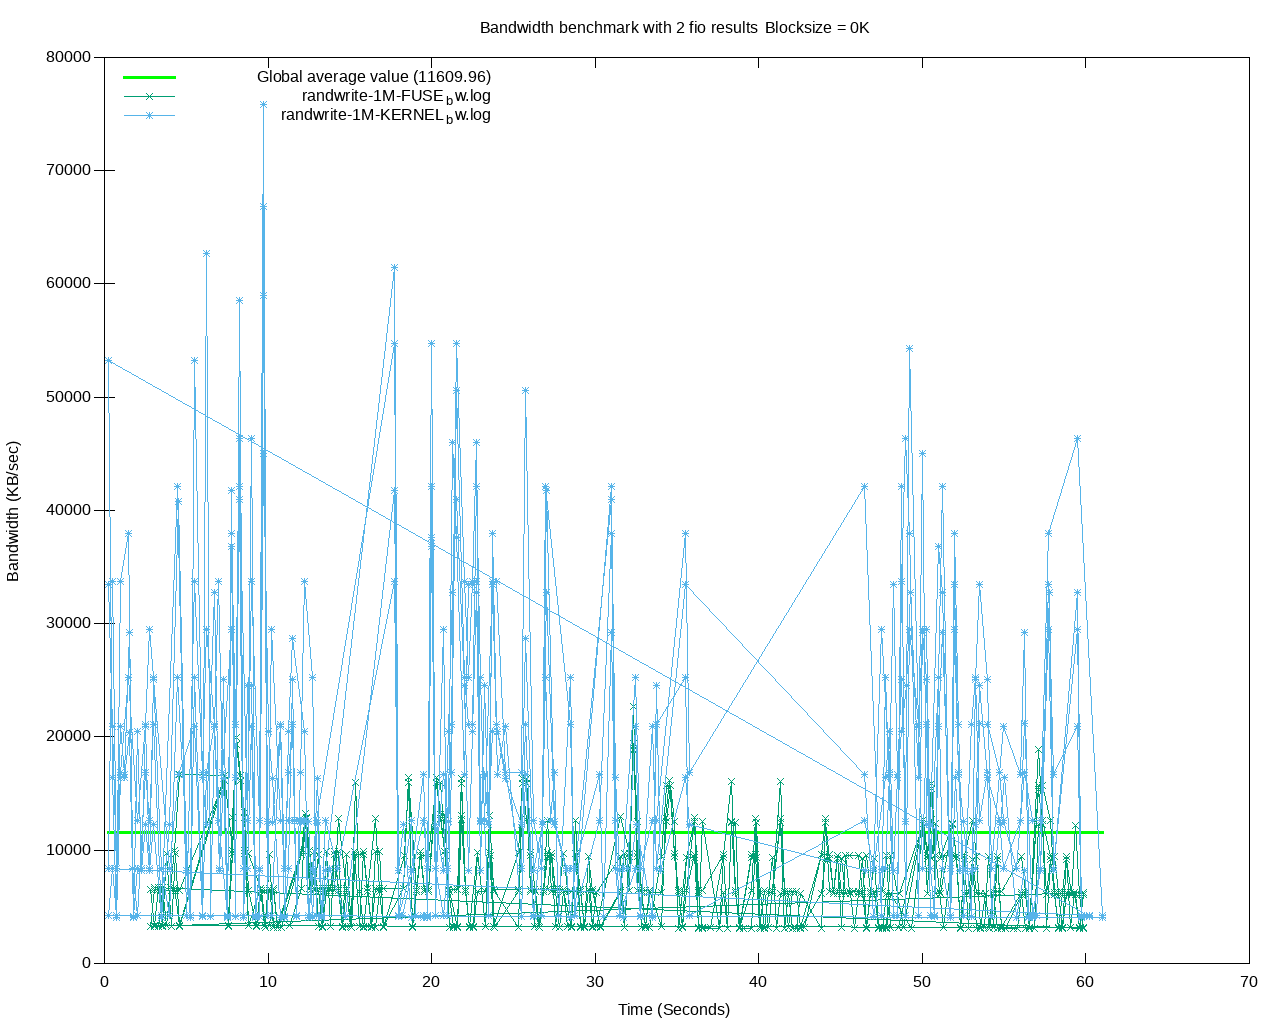 Bandwidth benchmark with 2 fio results Blocksize = 0K
80000
70000
60000
50000
40000
30000
20000
10000
0
Bandwidth (KB/sec)
Global average value (11609.96)
randwrite-1M-FUSE_bw.log
randwrite-1M-KERNEL_bw.log
0 10 20 30 40 50 60 70
Time (Seconds)